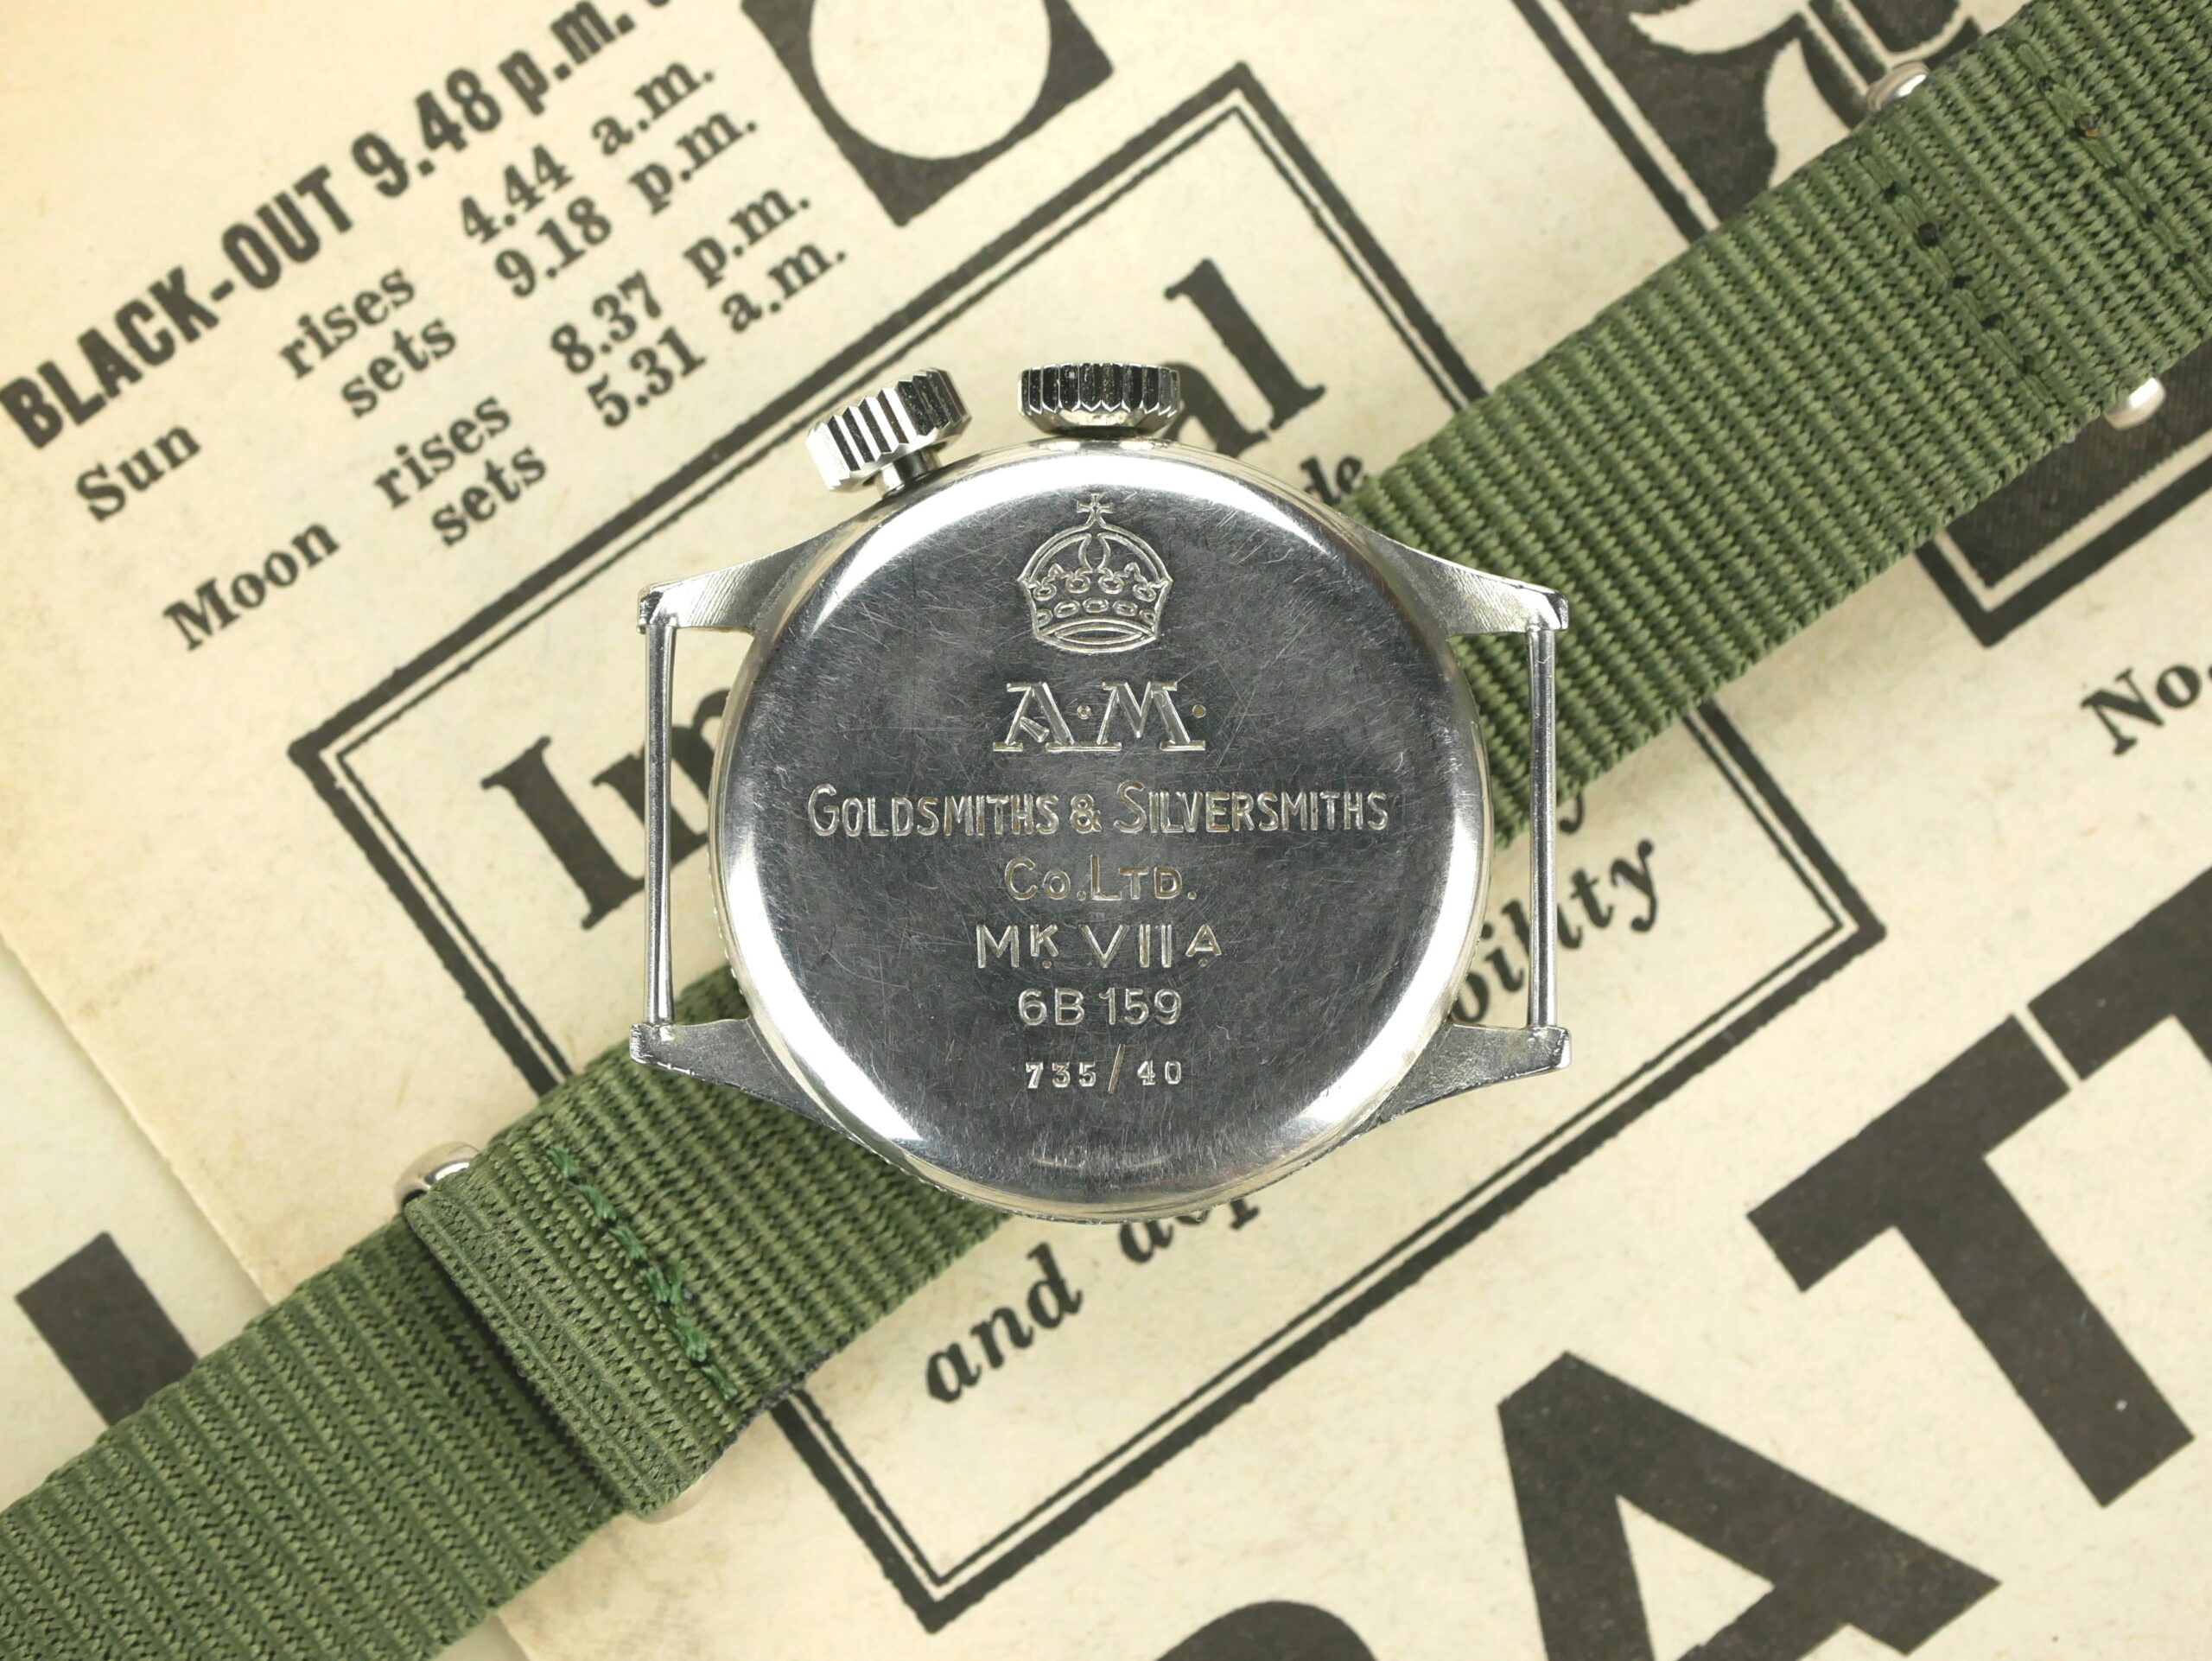 BLACK-OUT 9.48 p.m.
Sun rises 4.44 a.m.
sets 9.18 p.m.
Moon rises 8.37 p.m.
sets 5.31 a.m.
A·M·
GOLDSMITHS & SILVERSMITHS
CO. LTD.
MK VII A
6B 159
735/40
and
No.